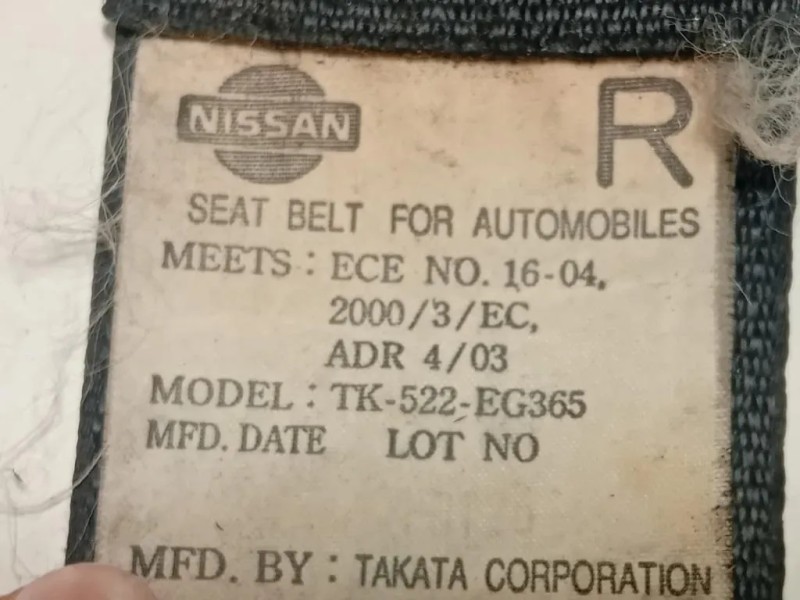 NISSAN R
SEAT BELT FOR AUTOMOBILES
MEETS : ECE NO. 16-04,
2000/3/EC,
ADR 4/03
MODEL : TK-522-EG365
MFD. DATE LOT NO
MFD. BY : TAKATA CORPORATION